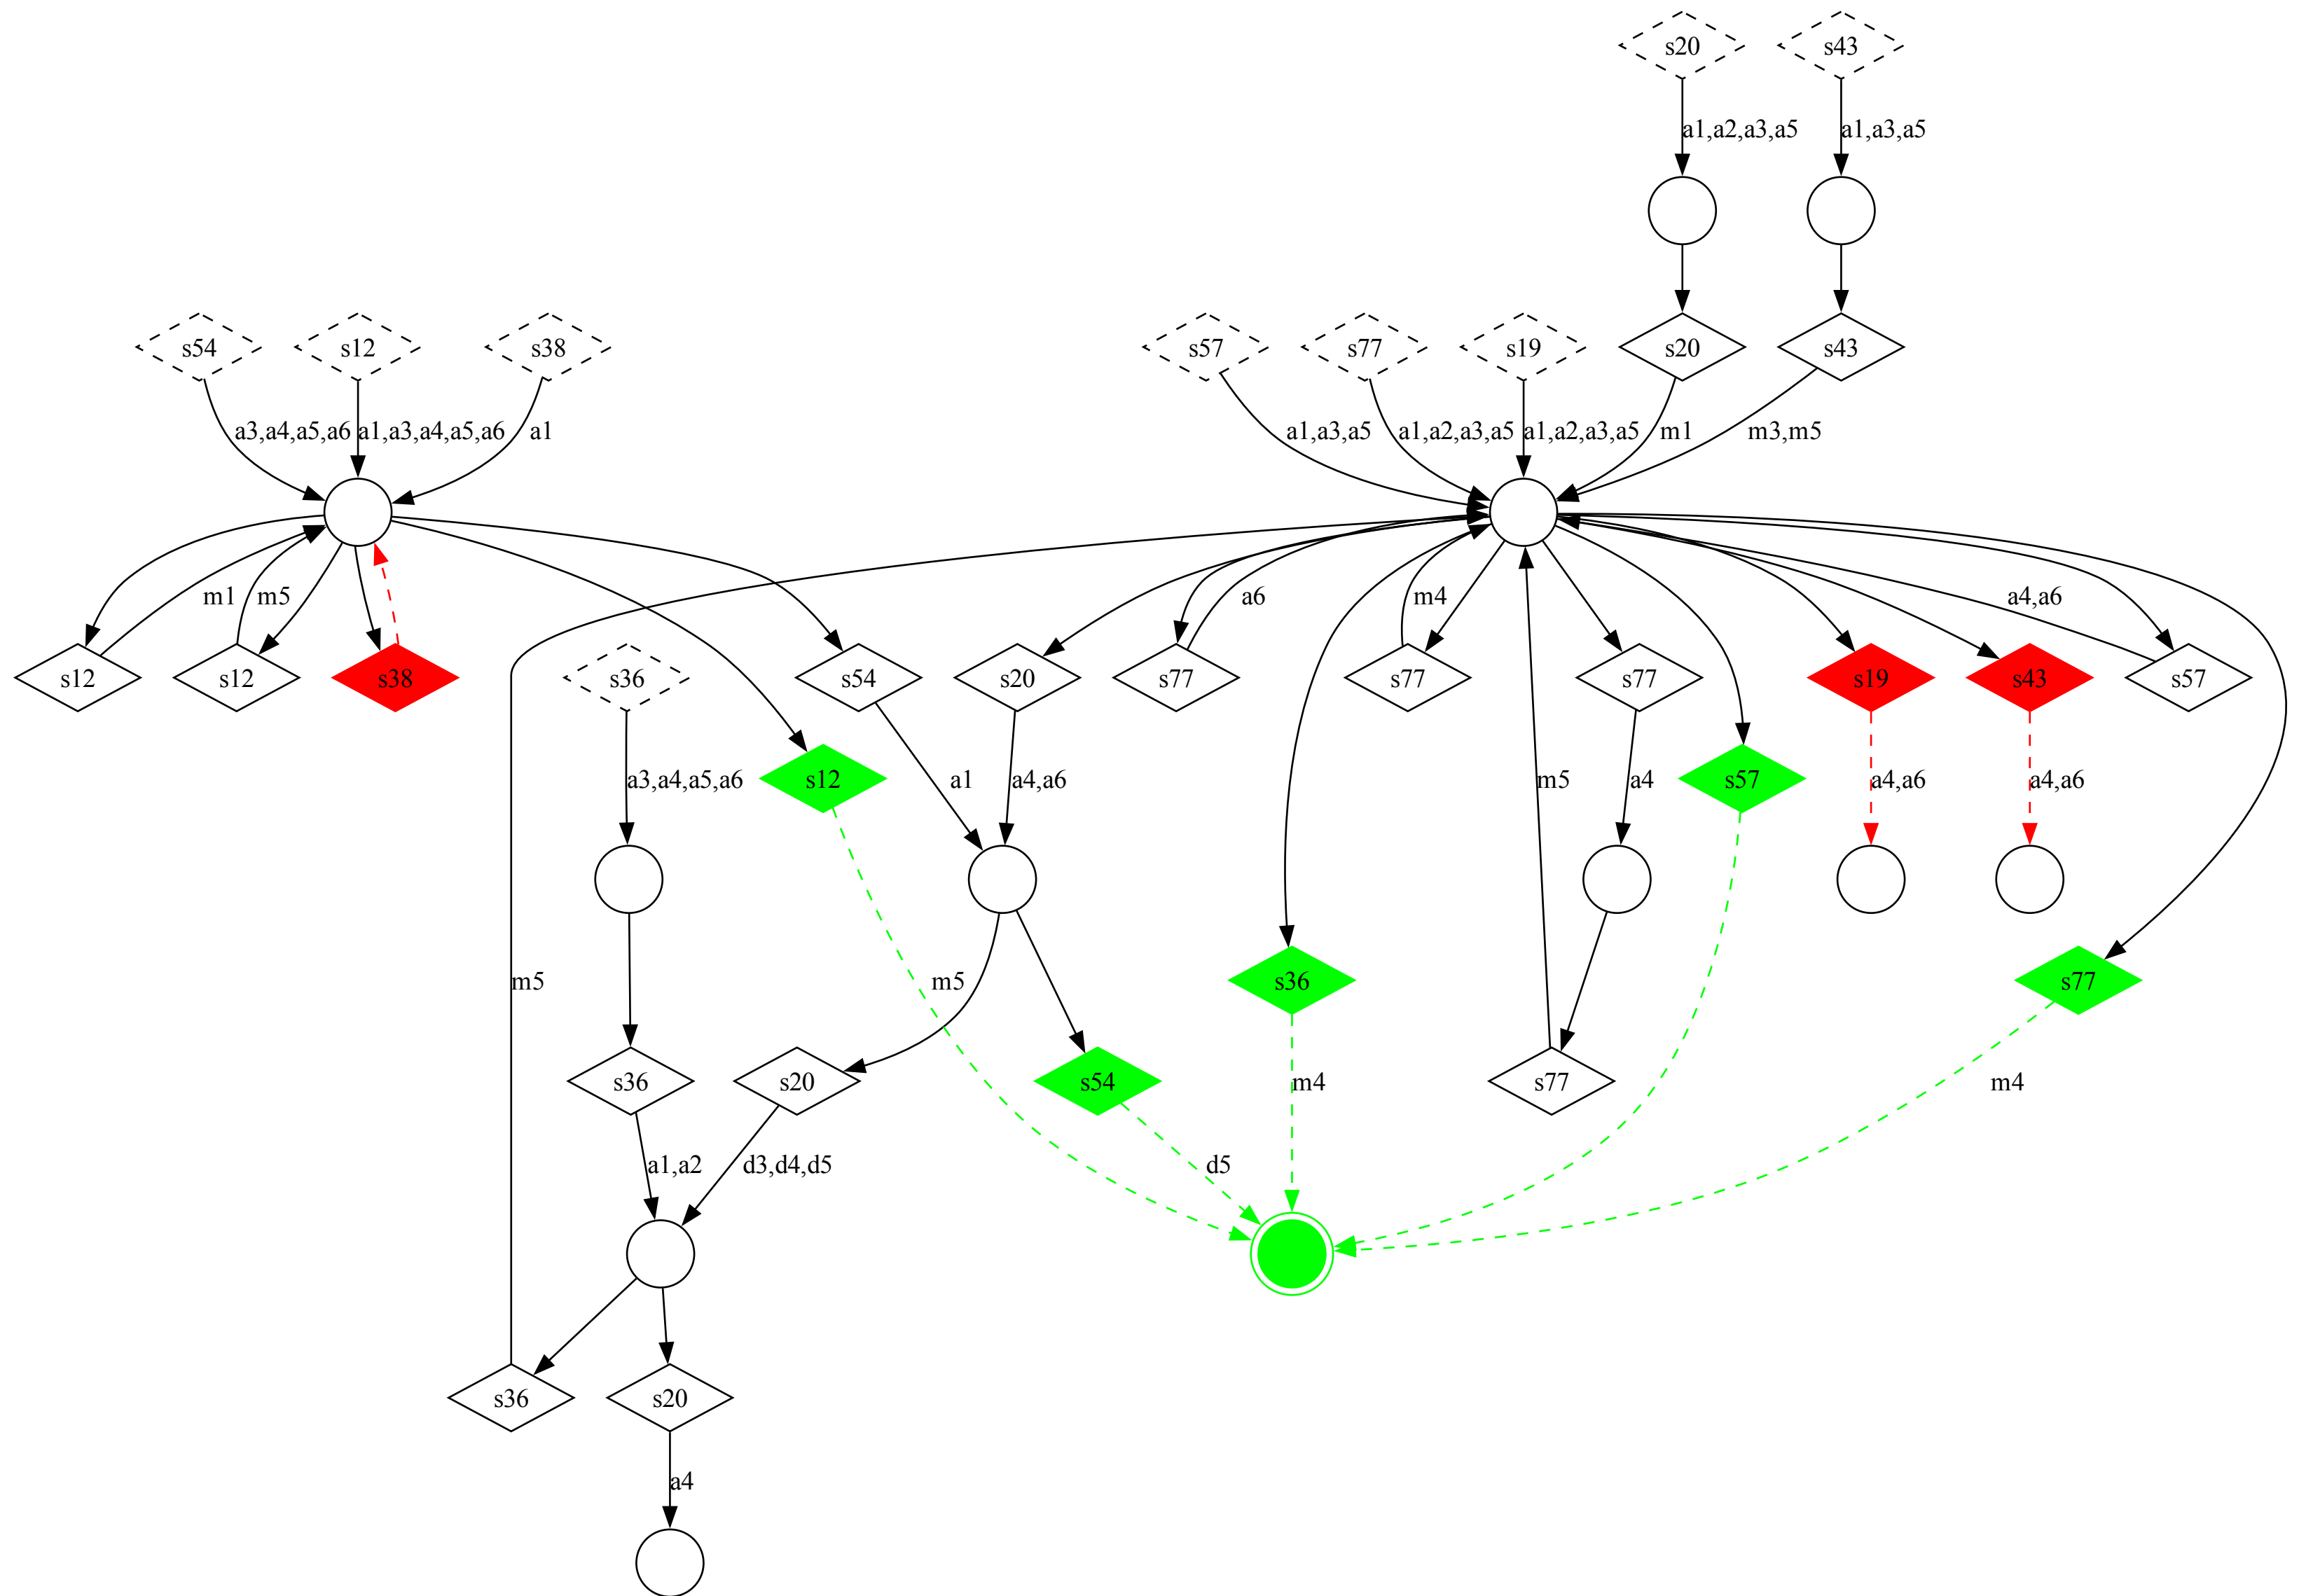 s20 s43
a1,a2,a3,a5 a1,a3,a5
s54 s12 s38 s57 s77 s19 s20 s43
a3,a4,a5,a6 a1,a3,a4,a5,a6 a1 a1,a3,a5 a1,a2,a3,a5 a1,a2,a3,a5 m1 m3,m5
m1 m5 a6 m4 a4,a6
s12 s12 s38 s36 s54 s20 s77 s77 s77 s19 s43 s57
a3,a4,a5,a6 s12 a1 a4,a6 m5 a4 s57 a4,a6 a4,a6
m5 m5 s36 s77
s36 s20 s54 m4 s77 m4
a1,a2 d3,d4,d5 d5
s36 s20
a4